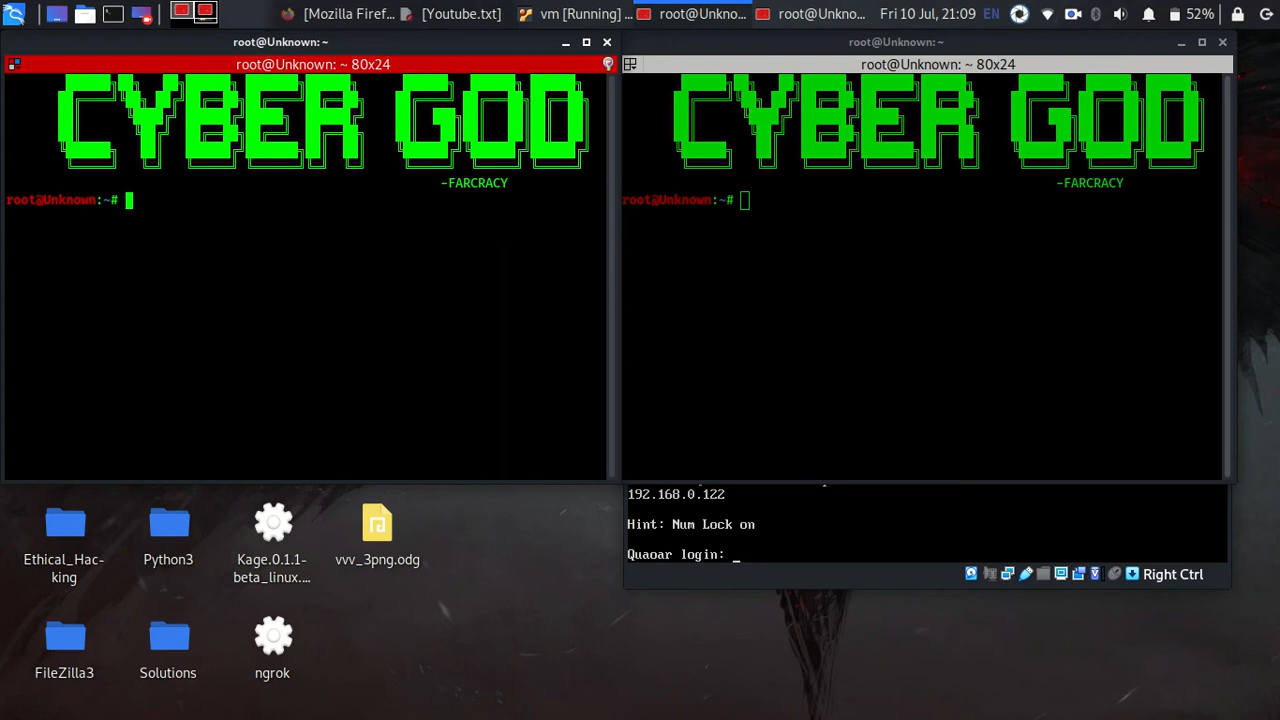 [Mozilla Firef...
[Youtube.txt]
vm [Running] ...
root@Unkno...
root@Unkno...
Fri 10 Jul, 21:09
EN
52%
root@Unknown: ~
root@Unknown: ~ 80x24
CYBER GOD
-FARCRACY
root@Unknown:~#
root@Unknown: ~
root@Unknown: ~ 80x24
CYBER GOD
-FARCRACY
root@Unknown:~#
192.168.0.122
Hint: Num Lock on
Quaoar login: _
Right Ctrl
Ethical_Hac-
king
Python3
Kage.0.1.1-
beta_linux....
vvv_3png.odg
FileZilla3
Solutions
ngrok